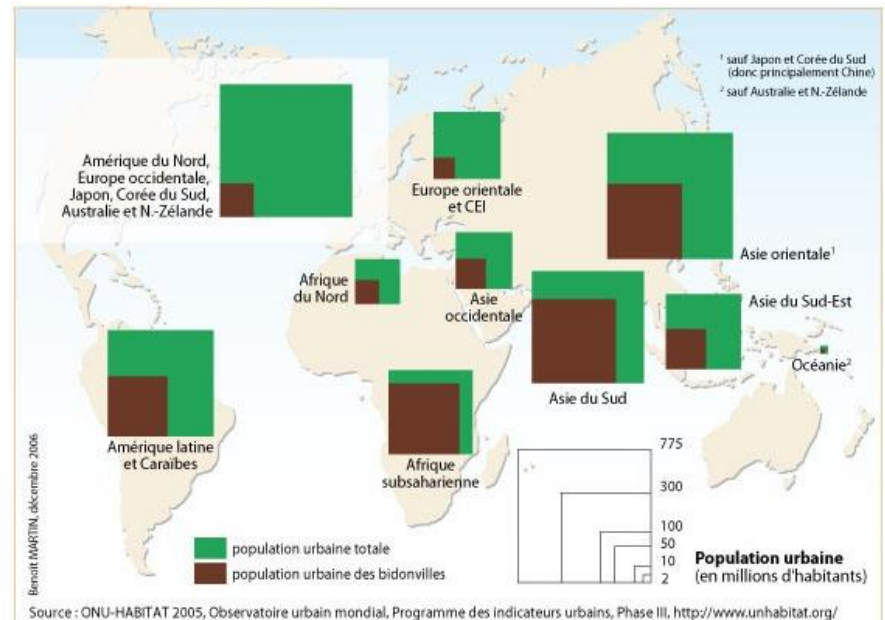 ¹ sauf Japon et Corée du Sud
(donc principalement Chine)
² sauf Australie et N.-Zélande
Amérique du Nord,
Europe occidentale,
Japon, Corée du Sud,
Australie et N.-Zélande
Europe orientale
et CEI
Asie orientale¹
Afrique
du Nord
Asie
occidentale
Asie du Sud-Est
Océanie²
Asie du Sud
Amérique latine
et Caraïbes
Afrique
subsaharienne
775
300
100
50
10
2
Population urbaine
(en millions d'habitants)
population urbaine totale
population urbaine des bidonvilles
Benoit MARTIN, décembre 2006
Source : ONU-HABITAT 2005, Observatoire urbain mondial, Programme des indicateurs urbains, Phase III, http://www.unhabitat.org/